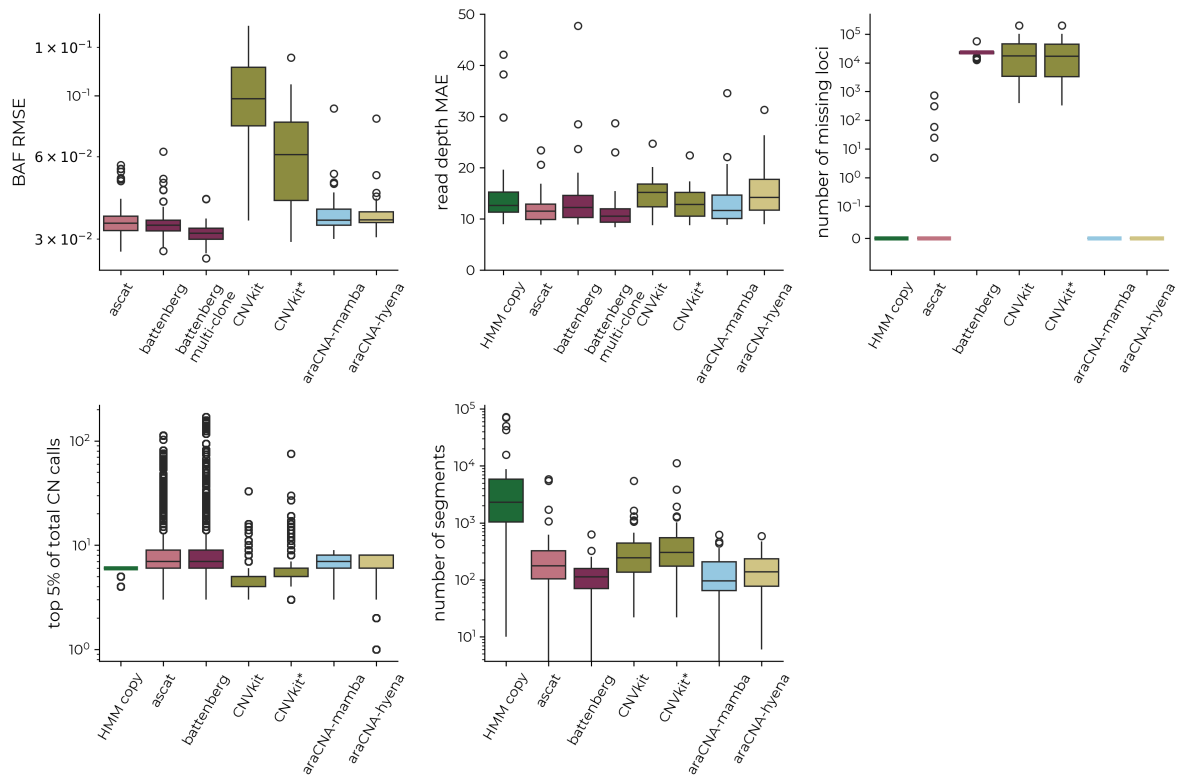 BAF RMSE
1 × 10⁻¹
10⁻¹
6 × 10⁻²
3 × 10⁻²
ascat
battenberg
battenberg
multi-clone
CNVkit
CNVkit*
araCNA-mamba
araCNA-hyena
read depth MAE
50
40
30
20
10
0
HMM copy
ascat
battenberg
battenberg
multi-clone
CNVkit
CNVkit*
araCNA-mamba
araCNA-hyena
number of missing loci
10⁵
10⁴
10³
10²
10¹
10⁰
10⁻¹
0
HMM copy
ascat
battenberg
CNVkit
CNVkit*
araCNA-mamba
araCNA-hyena
top 5% of total CN calls
10²
10¹
10⁰
HMM copy
ascat
battenberg
CNVkit
CNVkit*
araCNA-mamba
araCNA-hyena
number of segments
10⁵
10⁴
10³
10²
10¹
HMM copy
ascat
battenberg
CNVkit
CNVkit*
araCNA-mamba
araCNA-hyena